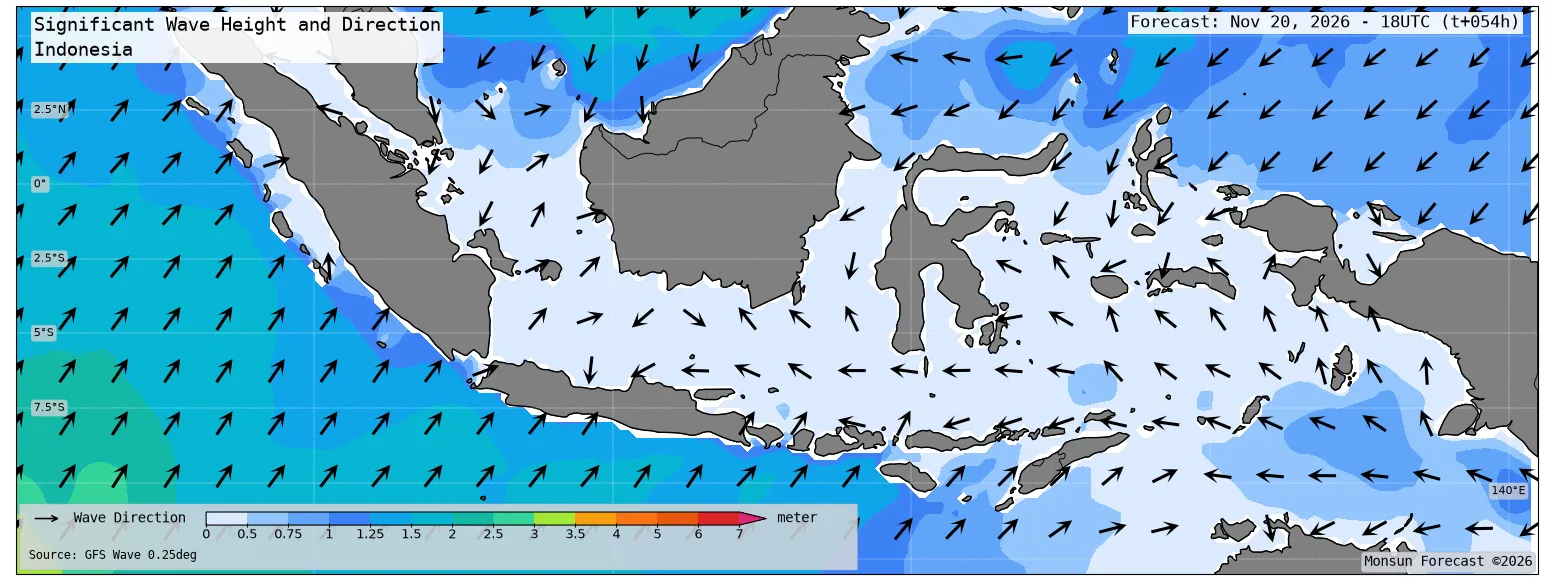 Significant Wave Height and Direction
Indonesia
Forecast: Nov 20, 2026 - 18UTC (t+054h)
2.5°N
0°
2.5°S
5°S
7.5°S
140°E
Wave Direction
0 0.5 0.75 1 1.25 1.5 2 2.5 3 3.5 4 5 6 7
meter
Source: GFS Wave 0.25deg
Monsun Forecast ©2026